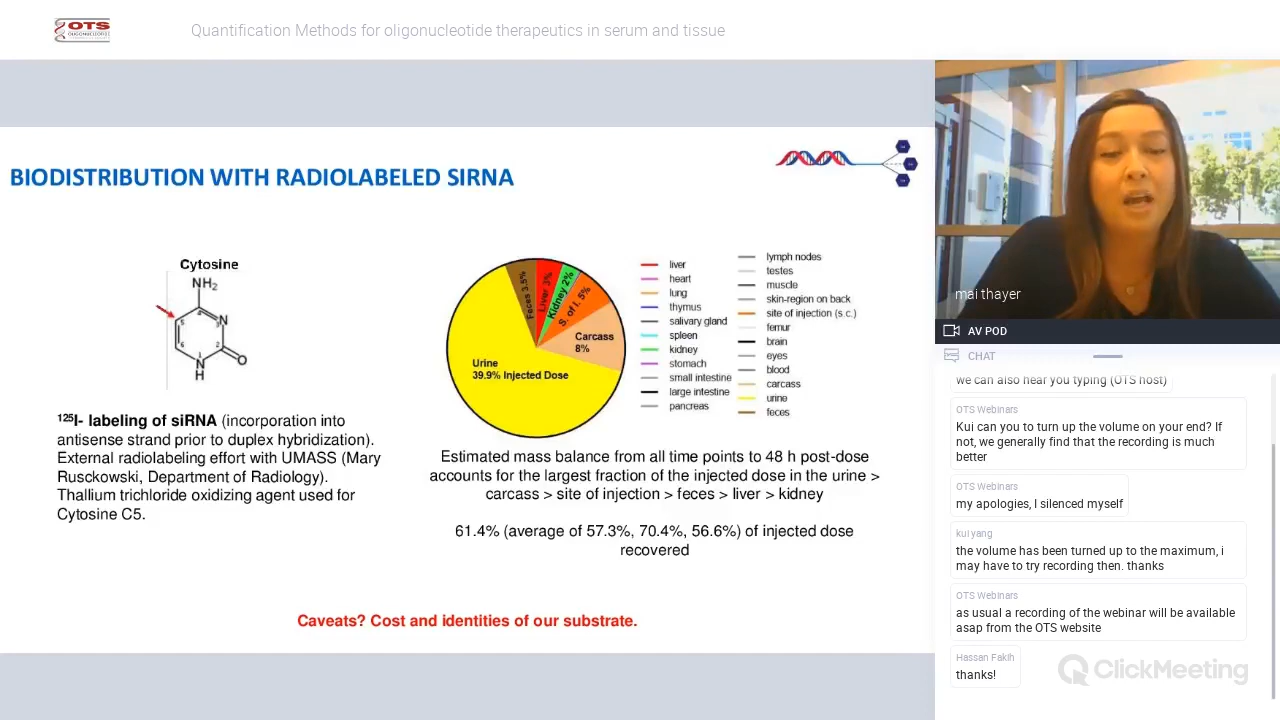 OTS
OLIGONUCLEOTIDE
Quantification Methods for oligonucleotide therapeutics in serum and tissue
BIODISTRIBUTION WITH RADIOLABELED SIRNA
Cytosine
NH2
5
N
3
6
1
2
N
O
H
125I- labeling of siRNA (incorporation into
antisense strand prior to duplex hybridization).
External radiolabeling effort with UMASS (Mary
Rusckowski, Department of Radiology).
Thallium trichloride oxidizing agent used for
Cytosine C5.
Feces 3.5%
Liver 3%
Kidney 2%
S. of I. 5%
Carcass
8%
Urine
39.9% Injected Dose
liver
heart
lung
thymus
salivary gland
spleen
kidney
stomach
small intestine
large intestine
pancreas
lymph nodes
testes
muscle
skin-region on back
site of injection (s.c.)
femur
brain
eyes
blood
carcass
urine
feces
Estimated mass balance from all time points to 48 h post-dose
accounts for the largest fraction of the injected dose in the urine >
carcass > site of injection > feces > liver > kidney
61.4% (average of 57.3%, 70.4%, 56.6%) of injected dose
recovered
Caveats? Cost and identities of our substrate.
mai thayer
AV POD
CHAT
we can also hear you typing (OTS host)
OTS Webinars
Kui can you to turn up the volume on your end? If
not, we generally find that the recording is much
better
OTS Webinars
my apologies, I silenced myself
kui yang
the volume has been turned up to the maximum, i
may have to try recording then. thanks
OTS Webinars
as usual a recording of the webinar will be available
asap from the OTS website
Hassan Fakih
thanks!
ClickMeeting